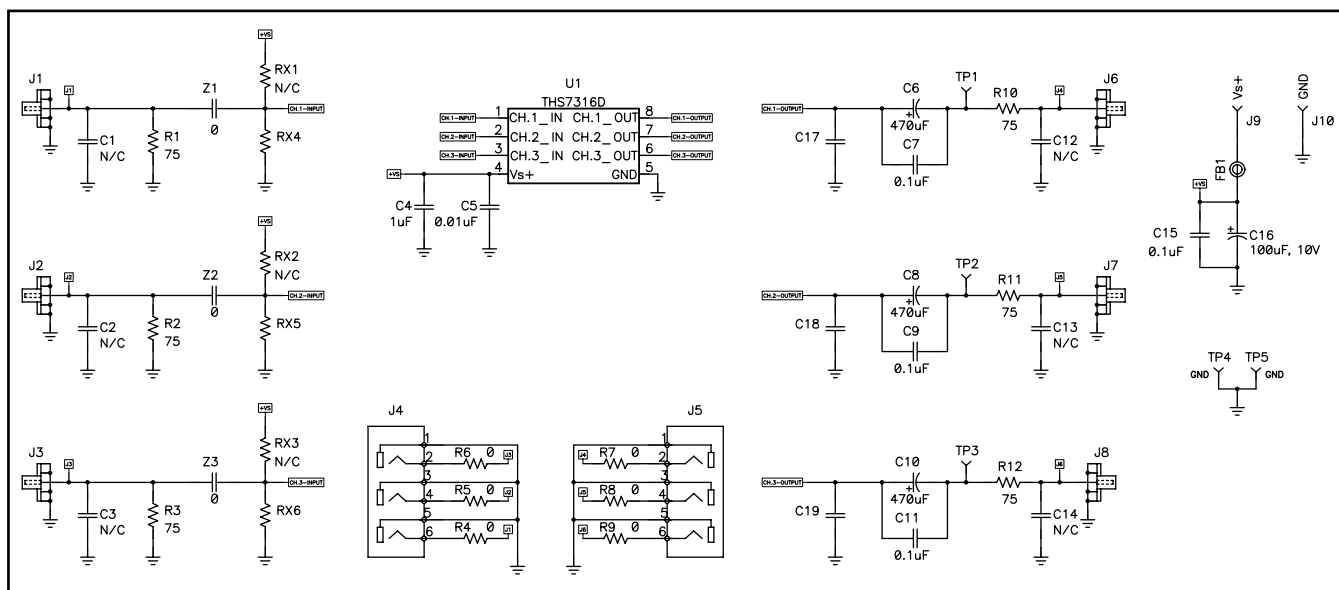 J1
J1
C1
N/C
R1
75
Z1
0
+VS
RX1
N/C
CH.1-INPUT
RX4
J2
J2
C2
N/C
R2
75
Z2
0
+VS
RX2
N/C
CH.2-INPUT
RX5
J3
J3
C3
N/C
R3
75
Z3
0
+VS
RX3
N/C
CH.3-INPUT
RX6
U1
THS7316D
CH.1-INPUT 1 CH.1_IN CH.1_OUT 8 CH.1-OUTPUT
CH.2-INPUT 2 CH.2_IN CH.2_OUT 7 CH.2-OUTPUT
CH.3-INPUT 3 CH.3_IN CH.3_OUT 6 CH.3-OUTPUT
+VS 4 Vs+ GND 5
C4
1uF
C5
0.01uF
J4
1
2 R6 0 J3
3
4 R5 0 J2
5
6 R4 0 J1
J5
1
J4 R7 0 2
3
J5 R8 0 4
5
J6 R9 0 6
CH.1-OUTPUT
C17
C6
+
470uF
C7
0.1uF
TP1
R10
75
J4
C12
N/C
J6
CH.2-OUTPUT
C18
C8
+
470uF
C9
0.1uF
TP2
R11
75
J5
C13
N/C
J7
CH.3-OUTPUT
C19
C10
+
470uF
C11
0.1uF
TP3
R12
75
J6
C14
N/C
J8
Vs+
J9
GND
J10
FB1
+VS
C15
0.1uF
+
C16
100uF, 10V
TP4
GND
TP5
GND